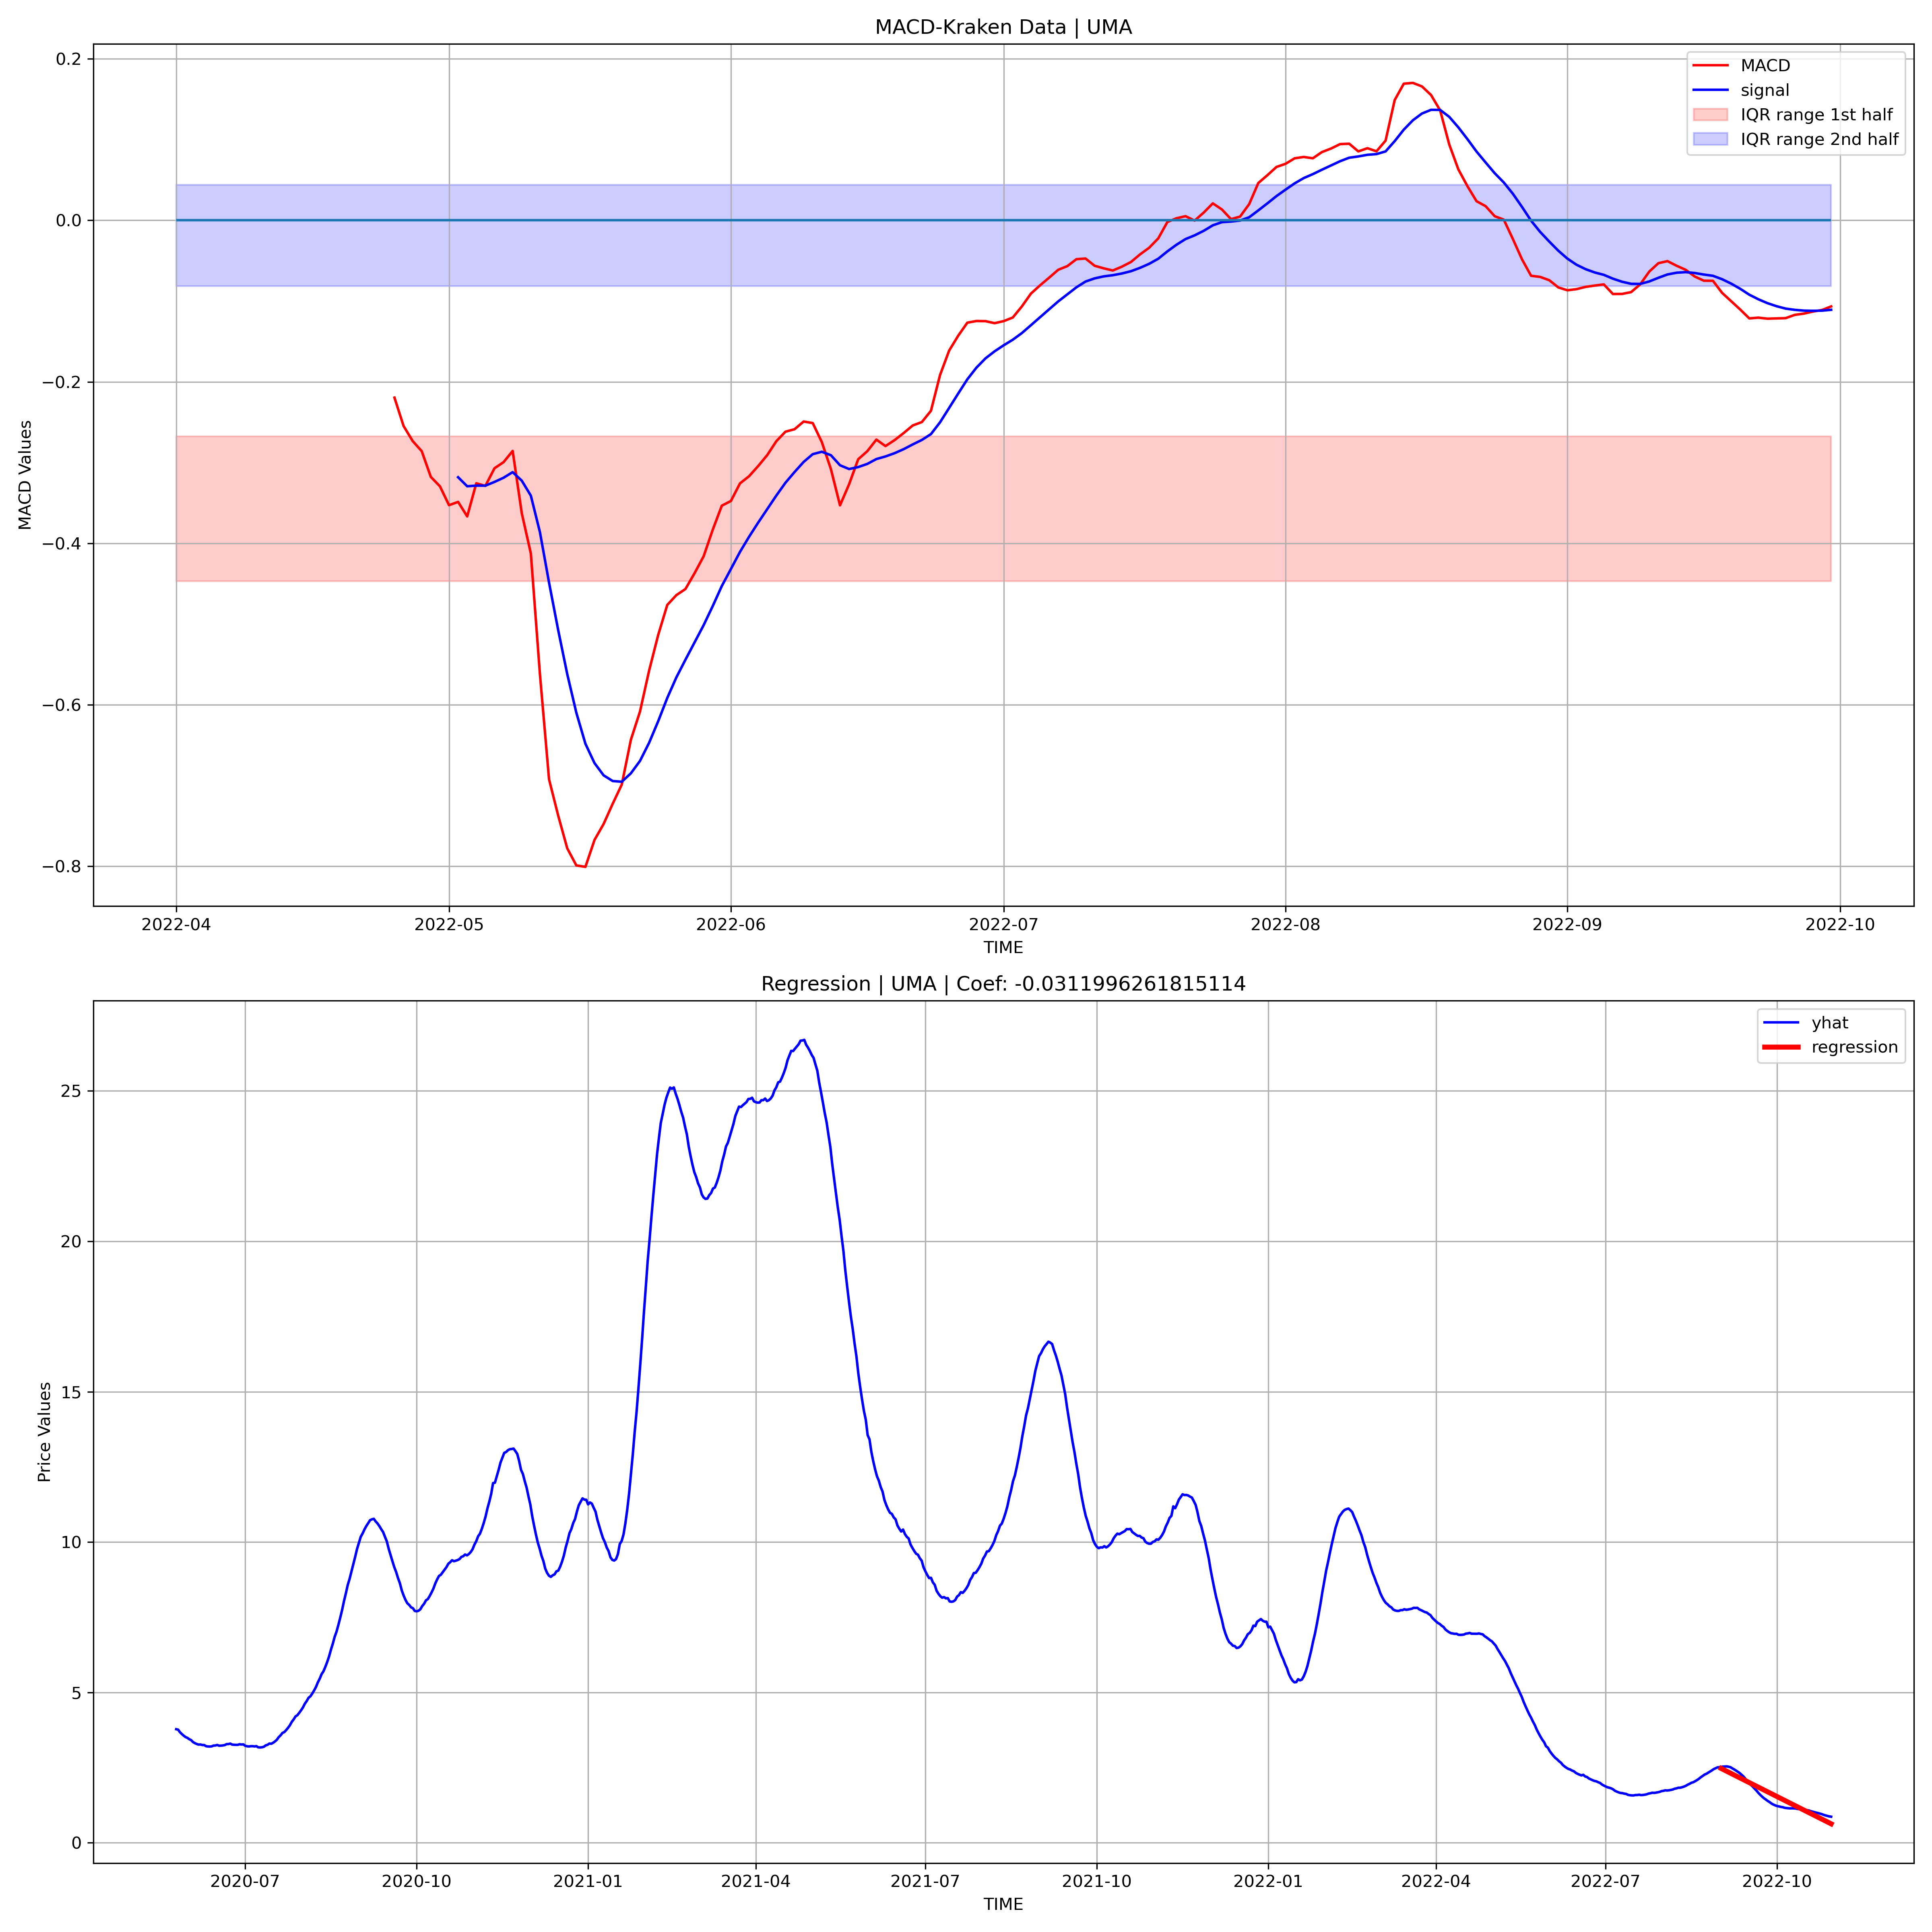 MACD-Kraken Data | UMA
MACD
signal
IQR range 1st half
IQR range 2nd half
0.2
0.0
−0.2
−0.4
−0.6
−0.8
MACD Values
2022-04 2022-05 2022-06 2022-07 2022-08 2022-09 2022-10
TIME
Regression | UMA | Coef: -0.0311996261815114
yhat
regression
25
20
15
10
5
0
Price Values
2020-07 2020-10 2021-01 2021-04 2021-07 2021-10 2022-01 2022-04 2022-07 2022-10
TIME